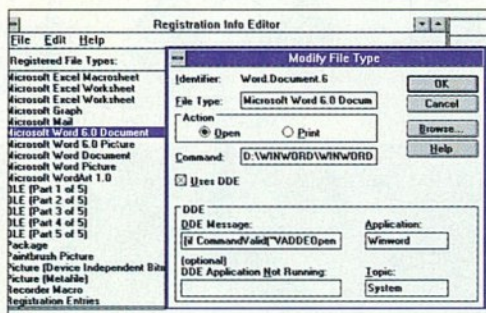 Registration Info Editor
File Edit Help
Registered File Types:
Microsoft Excel Macrosheet
Microsoft Excel Worksheet
Microsoft Excel Worksheet
Microsoft Graph
Microsoft Mail
Microsoft Word 6.0 Document
Microsoft Word 6.0 Picture
Microsoft Word Document
Microsoft Word Picture
Microsoft WordArt 1.0
OLE (Part 1 of 5)
OLE (Part 2 of 5)
OLE (Part 3 of 5)
OLE (Part 4 of 5)
OLE (Part 5 of 5)
Package
Paintbrush Picture
Picture (Device Independent Bitm
Picture (Metafile)
Recorder Macro
Registration Entries
Modify File Type
Identifier: Word.Document.6
File Type: Microsoft Word 6.0 Docum
Action
Open Print
Command: D:\WINWORD\WINWORD
Uses DDE
OK
Cancel
Browse...
Help
DDE
DDE Message:
[if CommandValid("VADDEOpen
Application:
Winword
(optional)
DDE Application Not Running:
Topic:
System